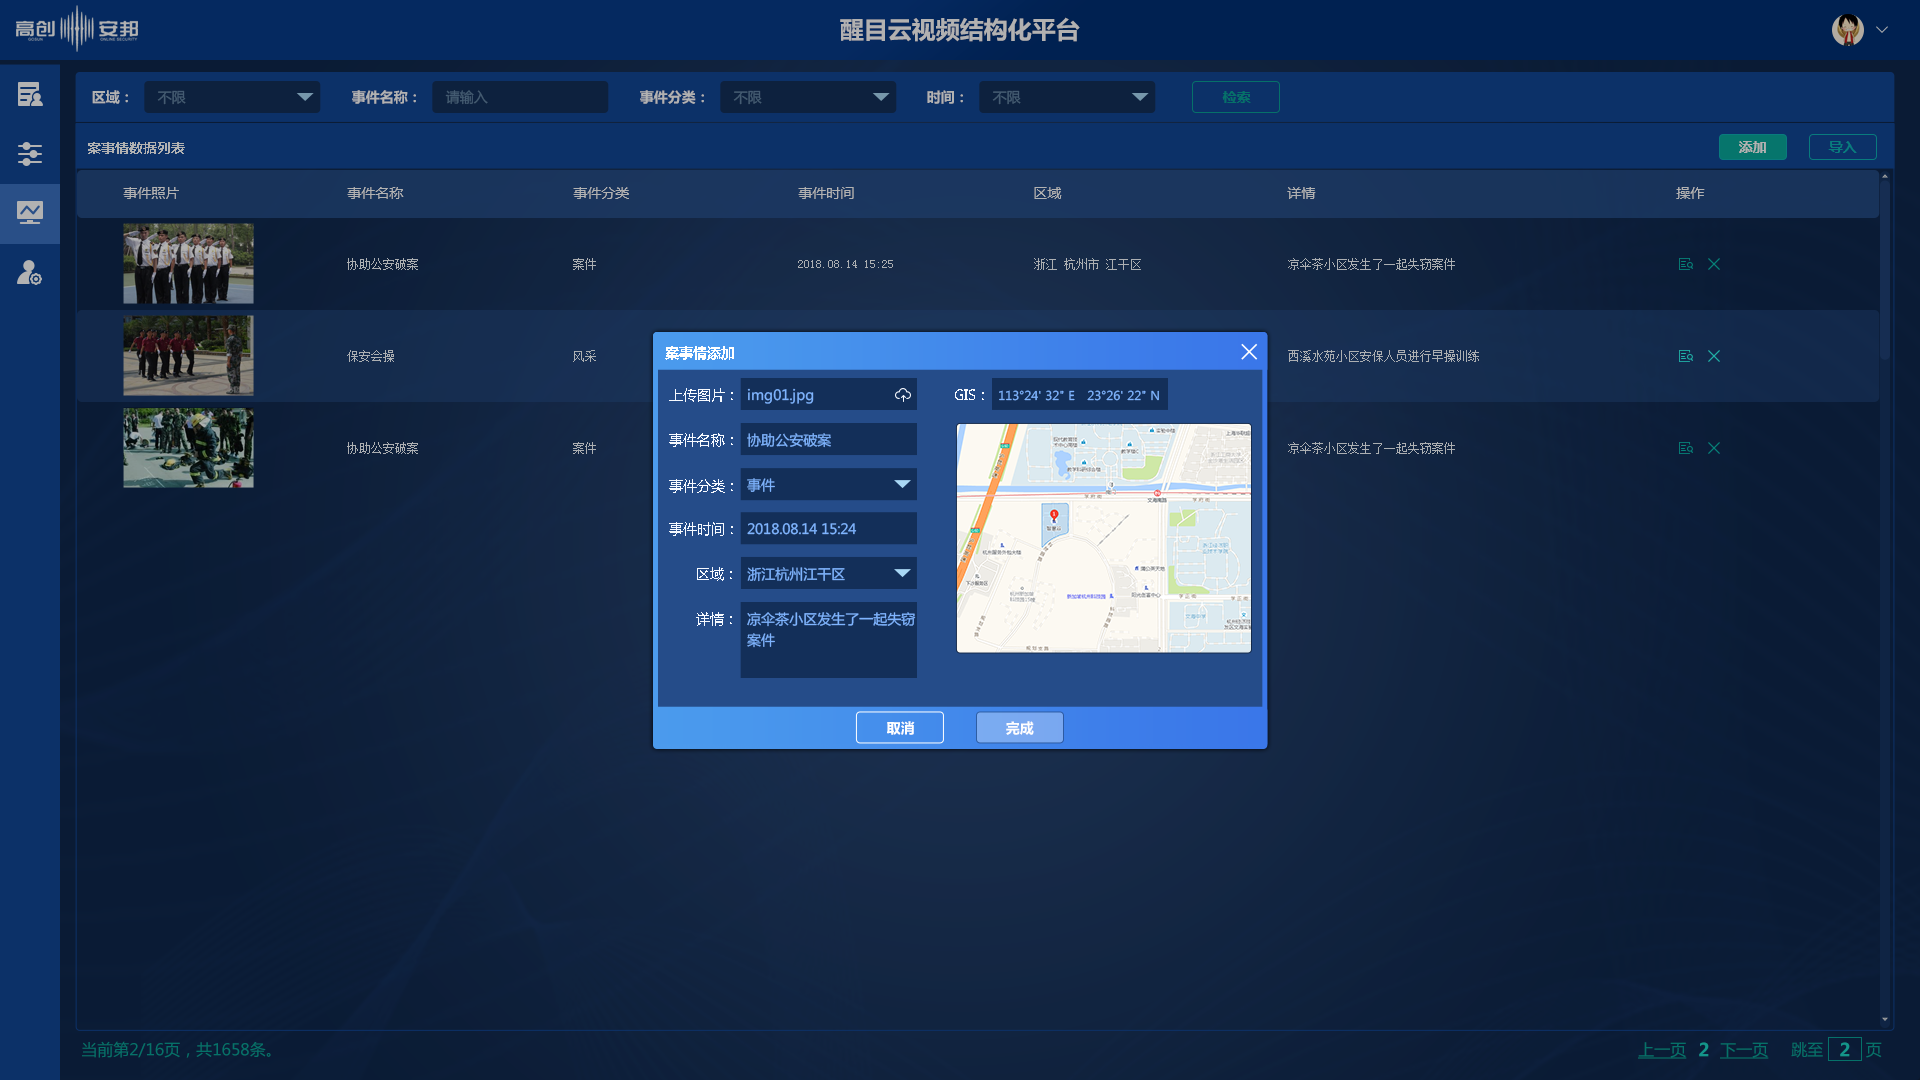 高创 安邦
GOSUN ONLINE SECURITY
醒目云视频结构化平台
区域： 不限 事件名称： 请输入 事件分类： 不限 时间： 不限 检索
案事情数据列表 添加 导入
事件照片 事件名称 事件分类 事件时间 区域 详情 操作
协助公安破案 案件 2018.08.14 15:25 浙江 杭州市 江干区 凉伞茶小区发生了一起失窃案件
保安会操 风采 西溪水苑小区安保人员进行早操训练
协助公安破案 案件 凉伞茶小区发生了一起失窃案件
案事情添加
上传图片： img01.jpg
事件名称： 协助公安破案
事件分类： 事件
事件时间： 2018.08.14 15:24
区域： 浙江杭州江干区
详情： 凉伞茶小区发生了一起失窃
案件
GIS： 113°24' 32" E 23°26' 22" N
文海南路
取消 完成
当前第2/16页，共1658条。
上一页 2 下一页 跳至 2 页